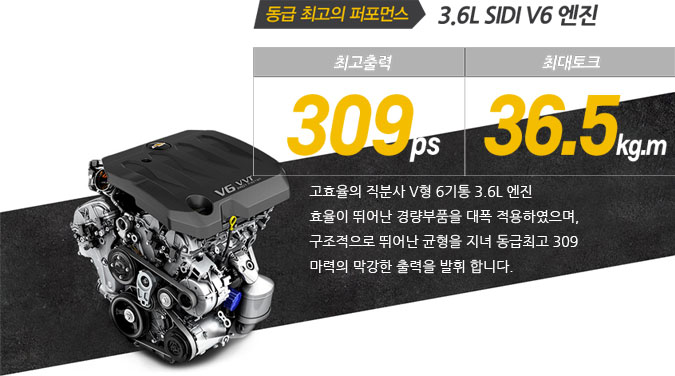 동급 최고의 퍼포먼스
3.6L SIDI V6 엔진
최고출력
최대토크
309ps
36.5kg.m
V6 VVT
고효율의 직분사 V형 6기통 3.6L 엔진
효율이 뛰어난 경량부품을 대폭 적용하였으며,
구조적으로 뛰어난 균형을 지녀 동급최고 309
마력의 막강한 출력을 발휘 합니다.